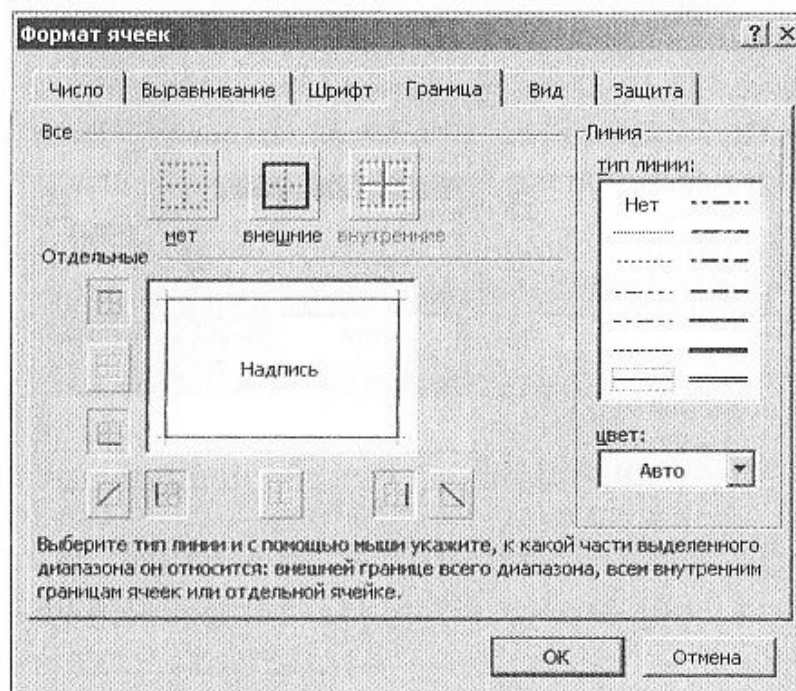 Формат ячеек
Число Выравнивание Шрифт Граница Вид Защита
Все
нет внешние внутренние
Отдельные
Надпись
Линия
тип линии:
Нет
цвет:
Авто
Выберите тип линии и с помощью мыши укажите, к какой части выделенного
диапазона он относится: внешней границе всего диапазона, всем внутренним
границам ячеек или отдельной ячейке.
ОК Отмена